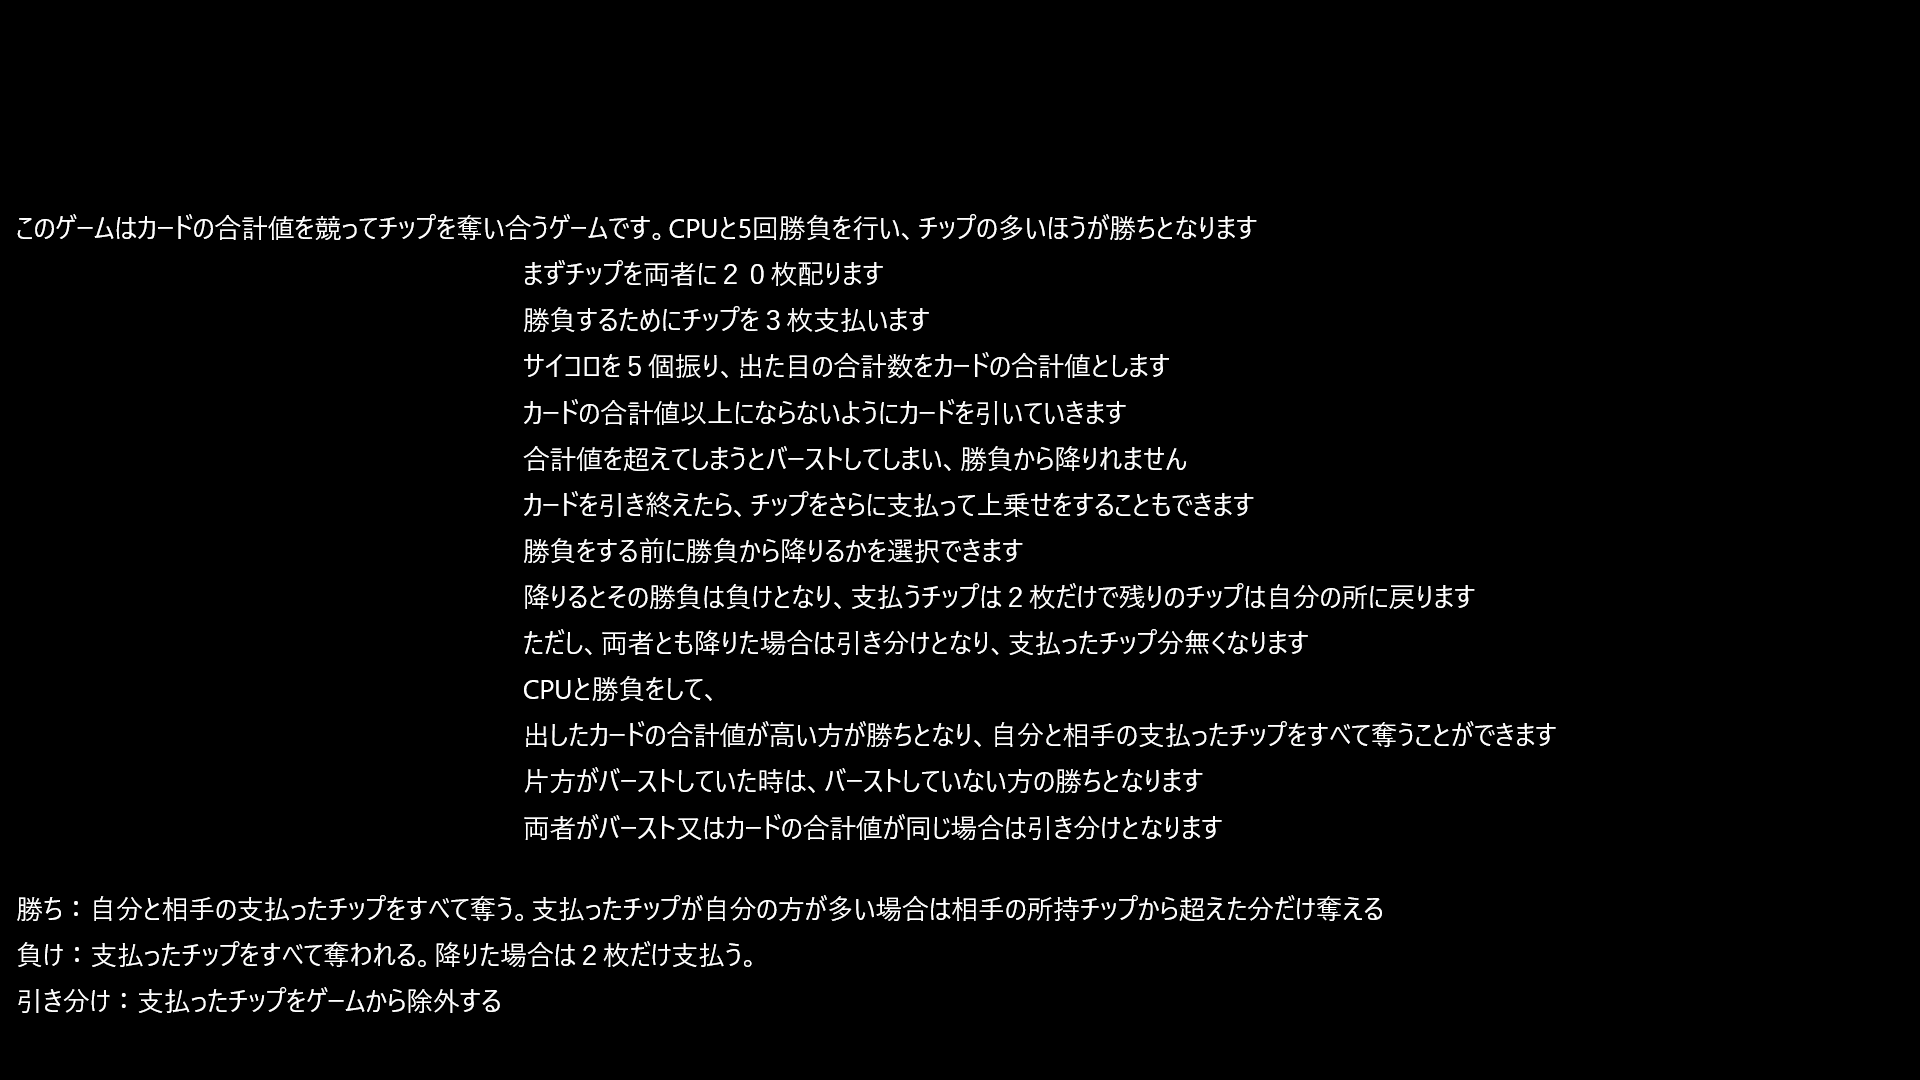 このゲームはカードの合計値を競ってチップを奪い合うゲームです。CPUと5回勝負を行い、チップの多いほうが勝ちとなります
まずチップを両者に２０枚配ります
勝負するためにチップを３枚支払います
サイコロを５個振り、出た目の合計数をカードの合計値とします
カードの合計値以上にならないようにカードを引いていきます
合計値を超えてしまうとバーストしてしまい、勝負から降りれません
カードを引き終えたら、チップをさらに支払って上乗せをすることもできます
勝負をする前に勝負から降りるかを選択できます
降りるとその勝負は負けとなり、支払うチップは２枚だけで残りのチップは自分の所に戻ります
ただし、両者とも降りた場合は引き分けとなり、支払ったチップ分無くなります
CPUと勝負をして、
出したカードの合計値が高い方が勝ちとなり、自分と相手の支払ったチップをすべて奪うことができます
片方がバーストしていた時は、バーストしていない方の勝ちとなります
両者がバースト又はカードの合計値が同じ場合は引き分けとなります
勝ち：自分と相手の支払ったチップをすべて奪う。支払ったチップが自分の方が多い場合は相手の所持チップから超えた分だけ奪える
負け：支払ったチップをすべて奪われる。降りた場合は２枚だけ支払う。
引き分け：支払ったチップをゲームから除外する